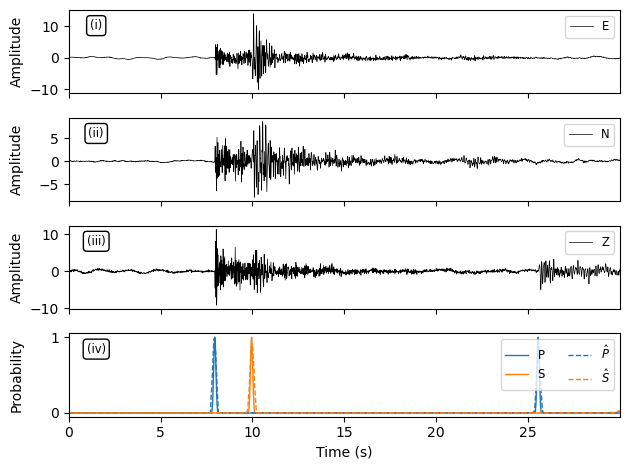 (i)
E
Amplitude
10
0
−10
(ii)
N
Amplitude
5
0
−5
(iii)
Z
Amplitude
10
0
−10
(iv)
P
S
P̂
Ŝ
Probability
1
0
0 5 10 15 20 25
Time (s)